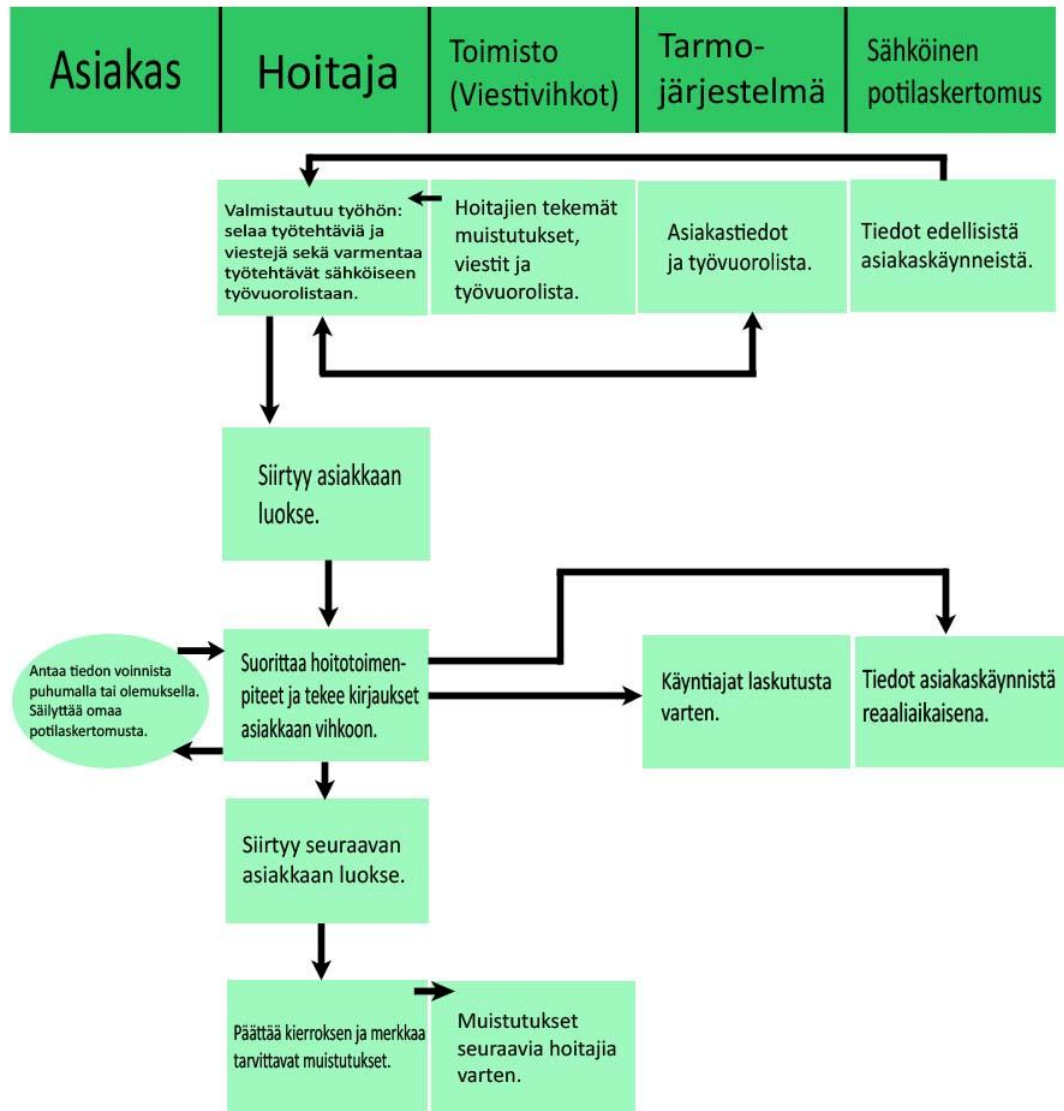 Asiakas
Hoitaja
Toimisto
(Viestivihkot)
Tarmo-
järjestelmä
Sähköinen
potilaskertomus
Valmistautuu työhön:
selaa työtehtäviä ja
viestejä sekä varmentaa
työtehtävät sähköiseen
työvuorolistaan.
Hoitajien tekemät
muistutukset,
viestit ja
työvuorolista.
Asiakastiedot
ja työvuorolista.
Tiedot edellisistä
asiakaskäynneistä.
Siirtyy asiakkaan
luokse.
Antaa tiedon voinnista
puhumalla tai olemuksella.
Säilyttää omaa
potilaskertomusta.
Suorittaa hoitotoimen-
piteet ja tekee kirjaukset
asiakkaan vihkoon.
Käyntiajat laskutusta
varten.
Tiedot asiakaskäynnistä
reaaliaikaisena.
Siirtyy seuraavan
asiakkaan luokse.
Päättää kierroksen ja merkkaa
tarvittavat muistutukset.
Muistutukset
seuraavia hoitajia
varten.